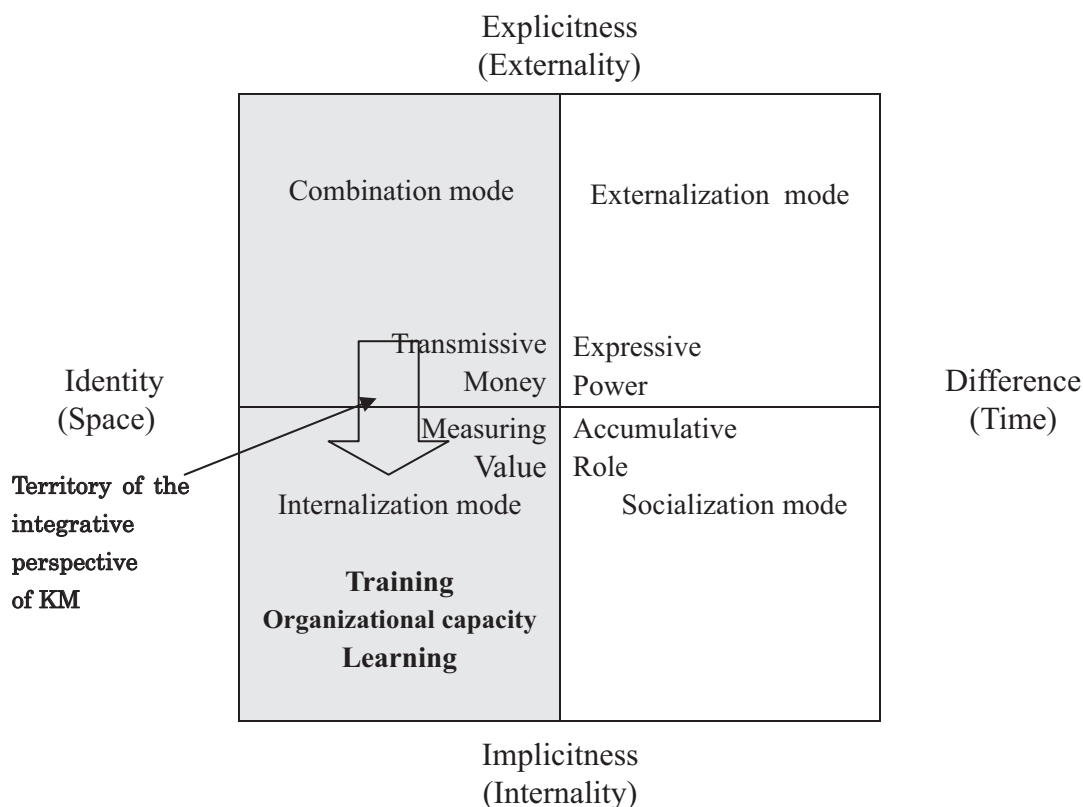 Explicitness
(Externality)
Combination mode
Externalization mode
Transmissive
Money
Expressive
Power
Identity
(Space)
Difference
(Time)
Measuring
Value
Accumulative
Role
Territory of the
integrative
perspective
of KM
Internalization mode
Socialization mode
Training
Organizational capacity
Learning
Implicitness
(Internality)